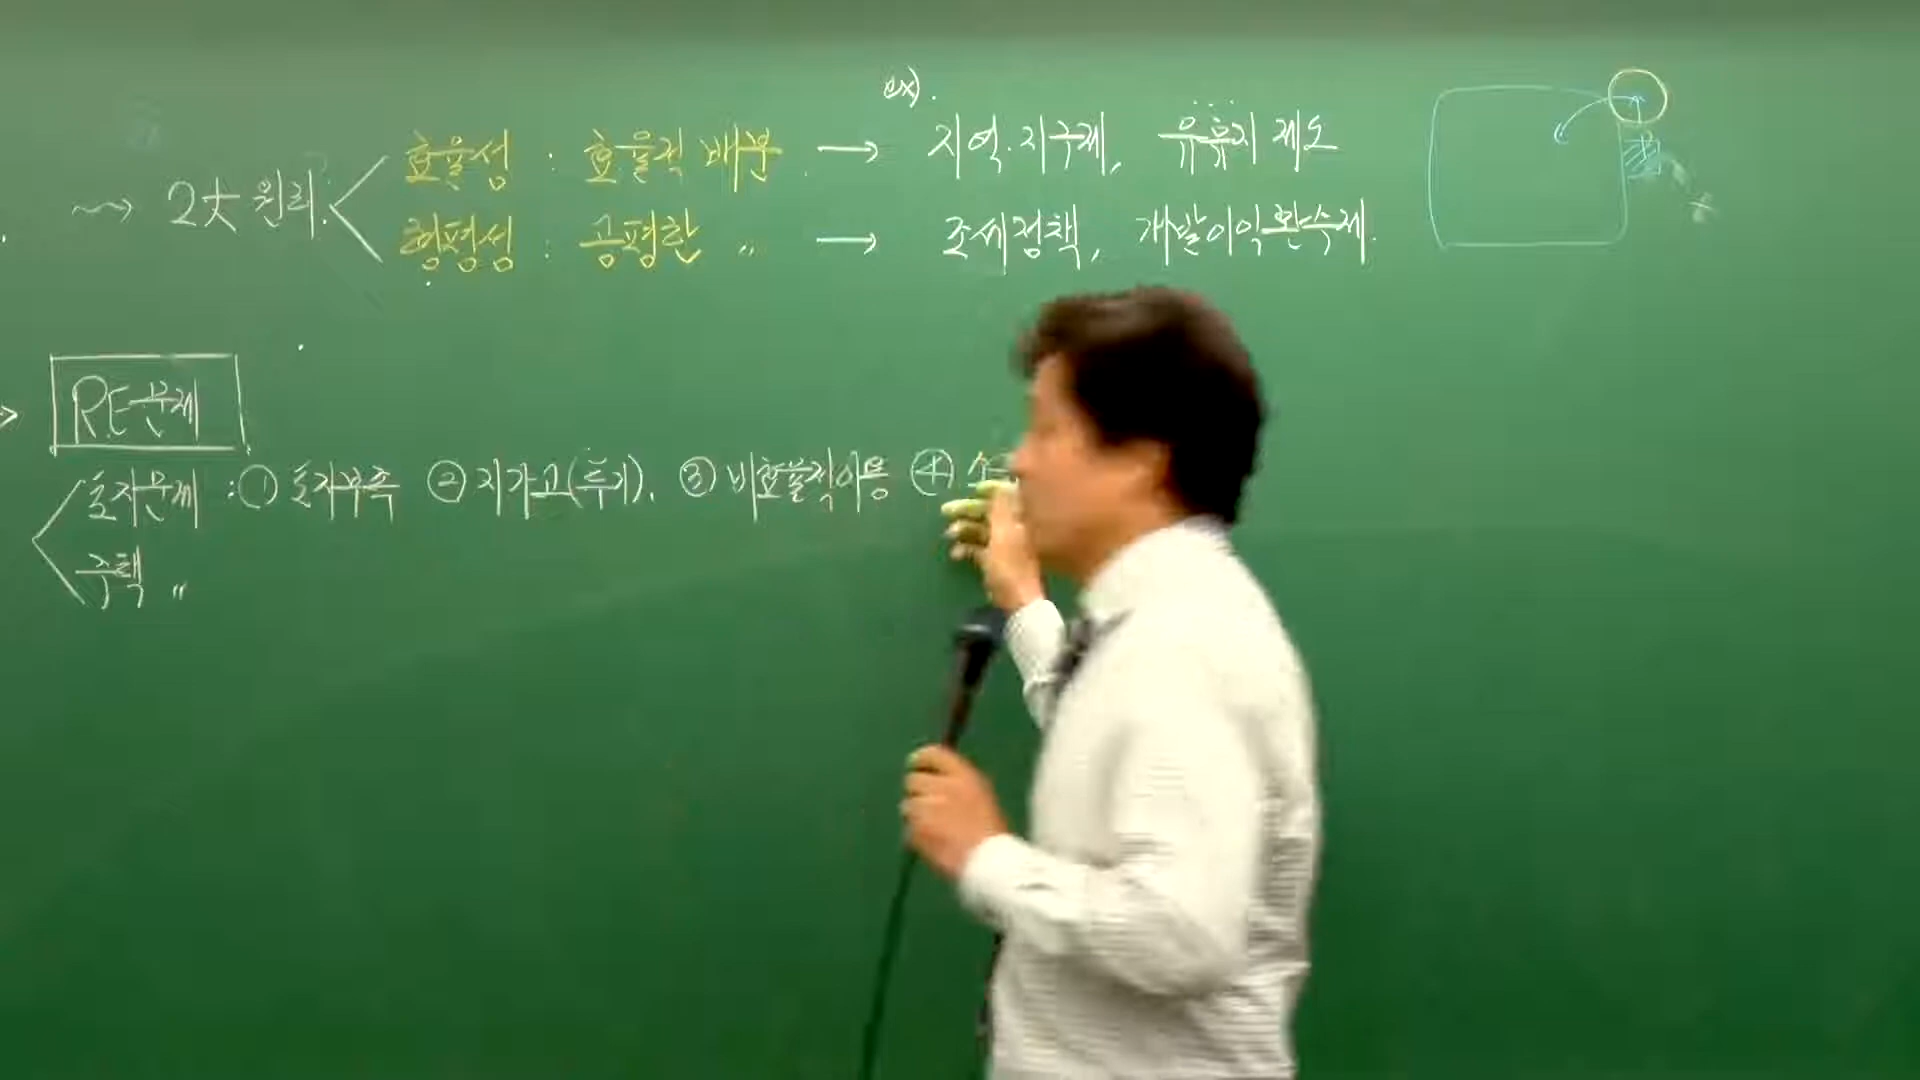 ex).
~> 2大 원리. 효율성 : 효율적 배분 → 지역.지구제, 유휴지 제도
형평성 : 공평한 〃 → 조세정책, 개발이익환수제.
RE문제
토지문제 : ① 토지부족 ② 지가고(투기). ③ 비효율적이용 ④
주택 〃